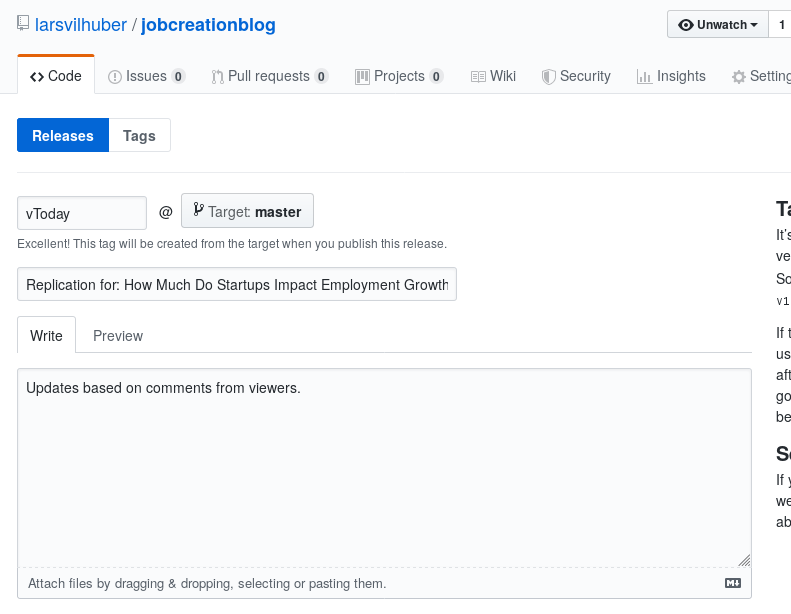 larsvilhuber / jobcreationblog
Unwatch 1
Code Issues 0 Pull requests 0 Projects 0 Wiki Security Insights Setting
Releases Tags
vToday @ Target: master
Excellent! This tag will be created from the target when you publish this release.
Replication for: How Much Do Startups Impact Employment Growth
Write Preview
Updates based on comments from viewers.
Attach files by dragging & dropping, selecting or pasting them.
Ta
It's
ve
So
v1
If t
us
aft
go
be
So
If y
we
ab